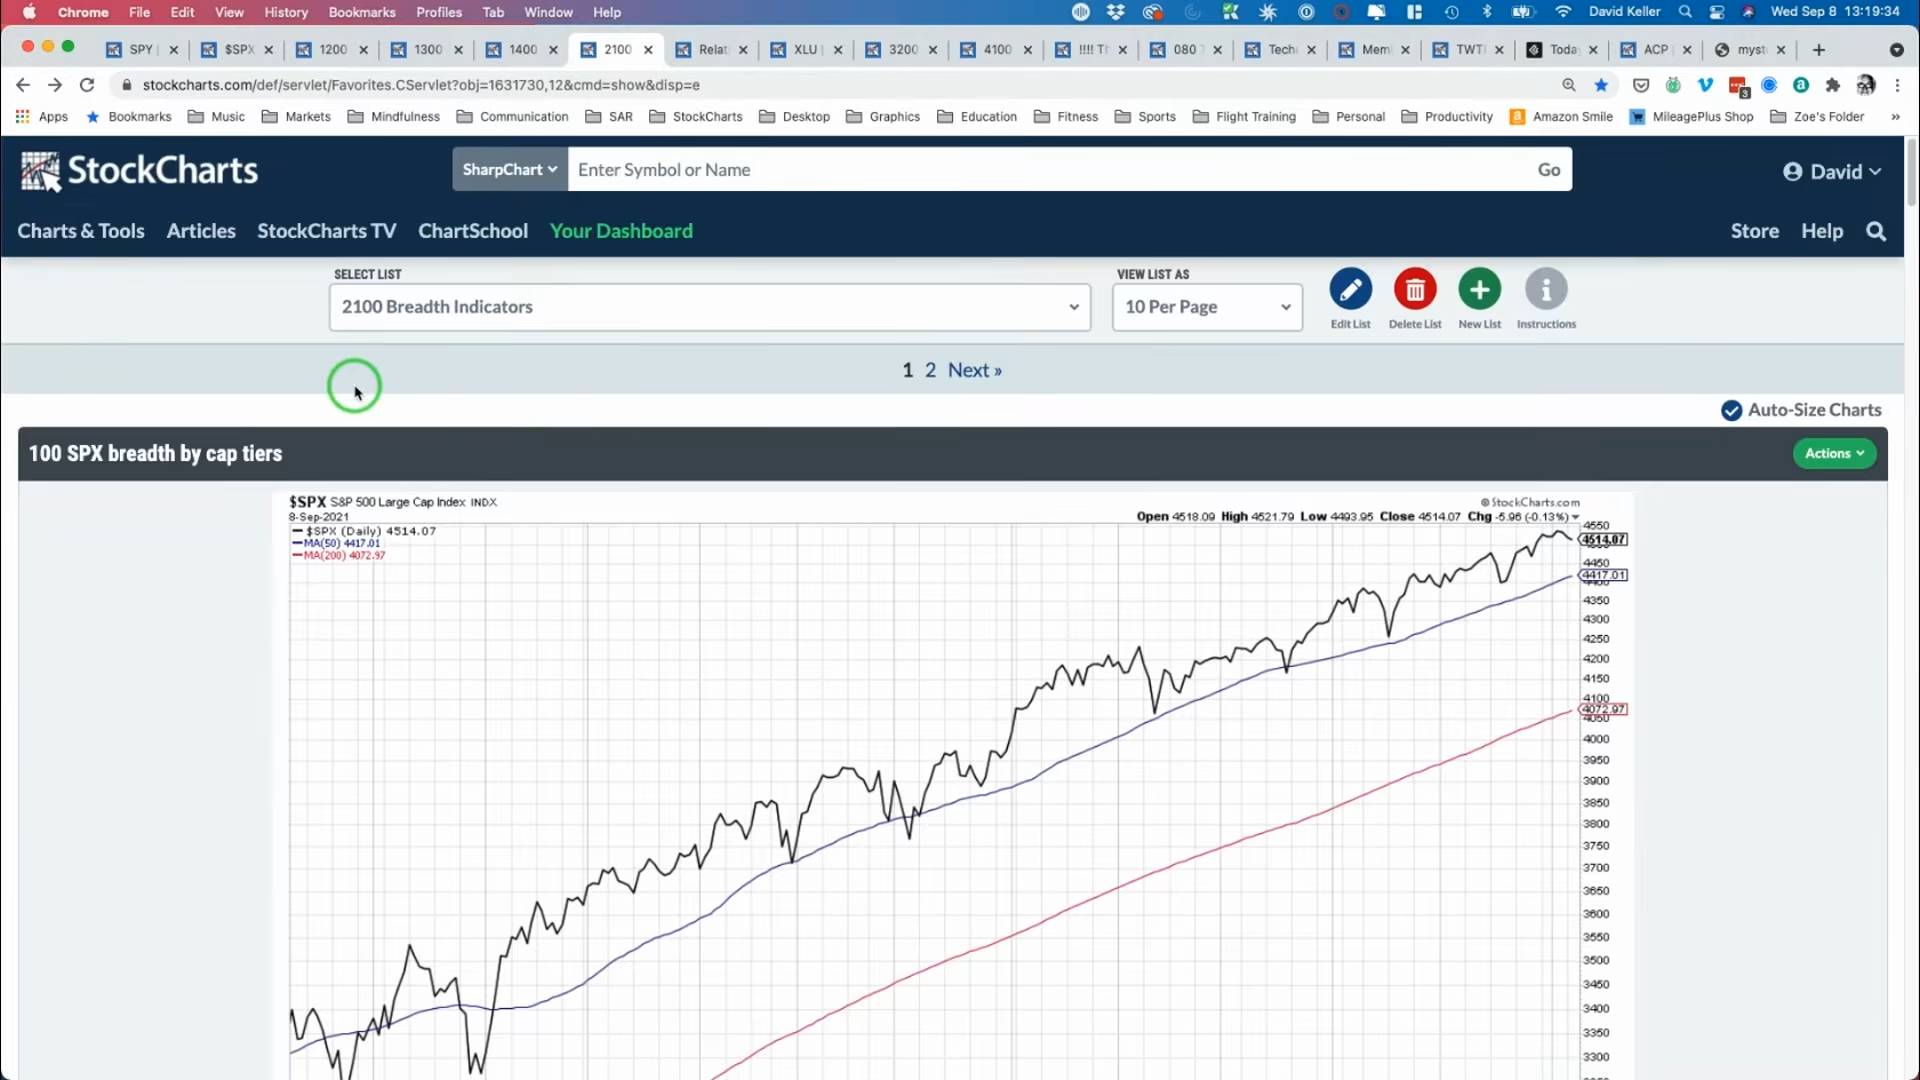 Chrome File Edit View History Bookmarks Profiles Tab Window Help David Keller Wed Sep 8 13:19:34
SPY $SPX 1200 1300 1400 2100 Relat XLU 3200 4100 !!!! 080 Tech Mem TWT Toda ACP myst
stockcharts.com/def/servlet/Favorites.CServlet?obj=1631730,12&cmd=show&disp=e 3
Apps Bookmarks Music Markets Mindfulness Communication SAR StockCharts Desktop Graphics Education Fitness Sports Flight Training Personal Productivity Amazon Smile MileagePlus Shop Zoe's Folder »
StockCharts SharpChart Enter Symbol or Name Go David
Charts & Tools Articles StockCharts TV ChartSchool Your Dashboard Store Help
SELECT LIST VIEW LIST AS
2100 Breadth Indicators 10 Per Page
Edit List Delete List New List Instructions
1 2 Next »
Auto-Size Charts
100 SPX breadth by cap tiers Actions
$SPX S&P 500 Large Cap Index INDX © StockCharts.com
8-Sep-2021 Open 4518.09 High 4521.79 Low 4493.95 Close 4514.07 Chg -5.96 (-0.13%)
$SPX (Daily) 4514.07
MA(50) 4417.01
MA(200) 4072.97
4550
4514.07
4450
4417.01
4350
4300
4250
4200
4150
4100
4072.97
4050
4000
3950
3900
3850
3800
3750
3700
3650
3600
3550
3500
3450
3400
3350
3300